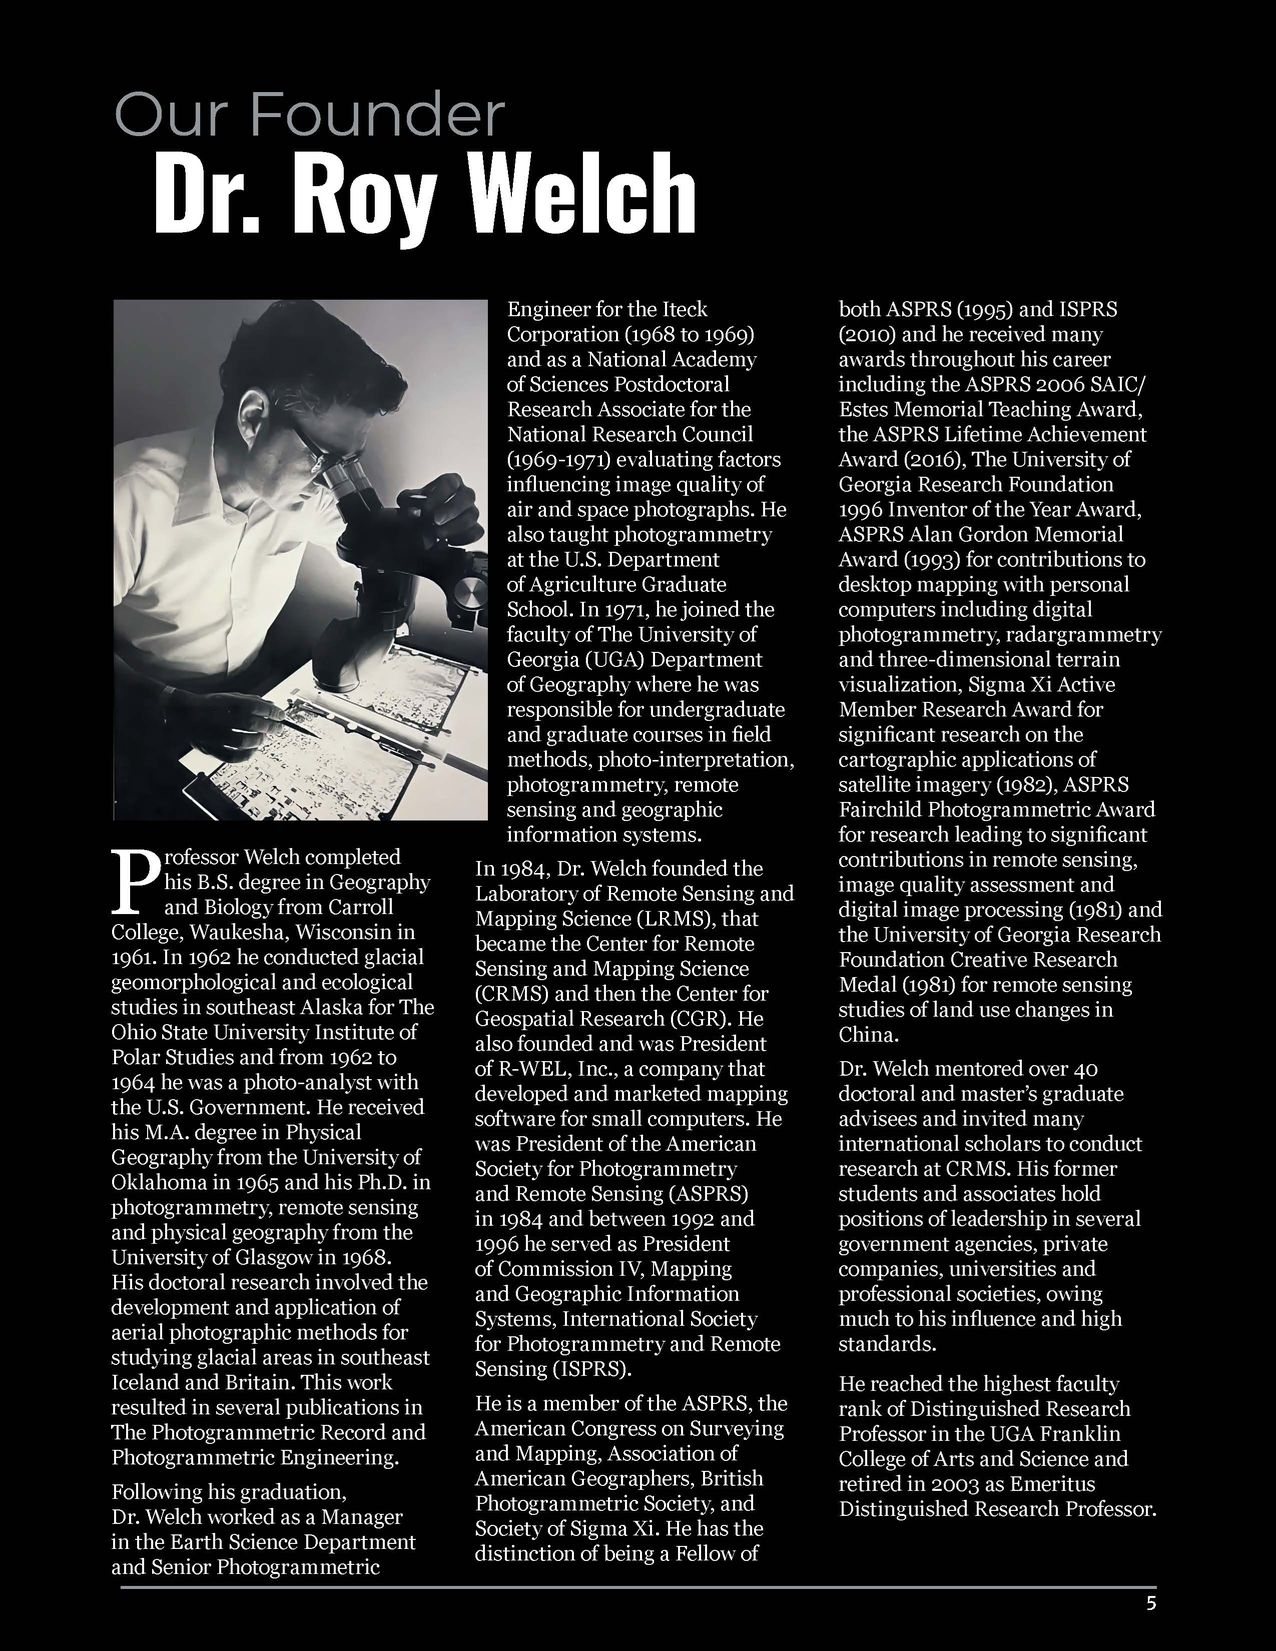 Our Founder
Dr. Roy Welch
Professor Welch completed
his B.S. degree in Geography
and Biology from Carroll
College, Waukesha, Wisconsin in
1961. In 1962 he conducted glacial
geomorphological and ecological
studies in southeast Alaska for The
Ohio State University Institute of
Polar Studies and from 1962 to
1964 he was a photo-analyst with
the U.S. Government. He received
his M.A. degree in Physical
Geography from the University of
Oklahoma in 1965 and his Ph.D. in
photogrammetry, remote sensing
and physical geography from the
University of Glasgow in 1968.
His doctoral research involved the
development and application of
aerial photographic methods for
studying glacial areas in southeast
Iceland and Britain. This work
resulted in several publications in
The Photogrammetric Record and
Photogrammetric Engineering.
Following his graduation,
Dr. Welch worked as a Manager
in the Earth Science Department
and Senior Photogrammetric
Engineer for the Iteck
Corporation (1968 to 1969)
and as a National Academy
of Sciences Postdoctoral
Research Associate for the
National Research Council
(1969-1971) evaluating factors
influencing image quality of
air and space photographs. He
also taught photogrammetry
at the U.S. Department
of Agriculture Graduate
School. In 1971, he joined the
faculty of The University of
Georgia (UGA) Department
of Geography where he was
responsible for undergraduate
and graduate courses in field
methods, photo-interpretation,
photogrammetry, remote
sensing and geographic
information systems.
In 1984, Dr. Welch founded the
Laboratory of Remote Sensing and
Mapping Science (LRMS), that
became the Center for Remote
Sensing and Mapping Science
(CRMS) and then the Center for
Geospatial Research (CGR). He
also founded and was President
of R-WEL, Inc., a company that
developed and marketed mapping
software for small computers. He
was President of the American
Society for Photogrammetry
and Remote Sensing (ASPRS)
in 1984 and between 1992 and
1996 he served as President
of Commission IV, Mapping
and Geographic Information
Systems, International Society
for Photogrammetry and Remote
Sensing (ISPRS).
He is a member of the ASPRS, the
American Congress on Surveying
and Mapping, Association of
American Geographers, British
Photogrammetric Society, and
Society of Sigma Xi. He has the
distinction of being a Fellow of
both ASPRS (1995) and ISPRS
(2010) and he received many
awards throughout his career
including the ASPRS 2006 SAIC/
Estes Memorial Teaching Award,
the ASPRS Lifetime Achievement
Award (2016), The University of
Georgia Research Foundation
1996 Inventor of the Year Award,
ASPRS Alan Gordon Memorial
Award (1993) for contributions to
desktop mapping with personal
computers including digital
photogrammetry, radargrammetry
and three-dimensional terrain
visualization, Sigma Xi Active
Member Research Award for
significant research on the
cartographic applications of
satellite imagery (1982), ASPRS
Fairchild Photogrammetric Award
for research leading to significant
contributions in remote sensing,
image quality assessment and
digital image processing (1981) and
the University of Georgia Research
Foundation Creative Research
Medal (1981) for remote sensing
studies of land use changes in
China.
Dr. Welch mentored over 40
doctoral and master's graduate
advisees and invited many
international scholars to conduct
research at CRMS. His former
students and associates hold
positions of leadership in several
government agencies, private
companies, universities and
professional societies, owing
much to his influence and high
standards.
He reached the highest faculty
rank of Distinguished Research
Professor in the UGA Franklin
College of Arts and Science and
retired in 2003 as Emeritus
Distinguished Research Professor.
5